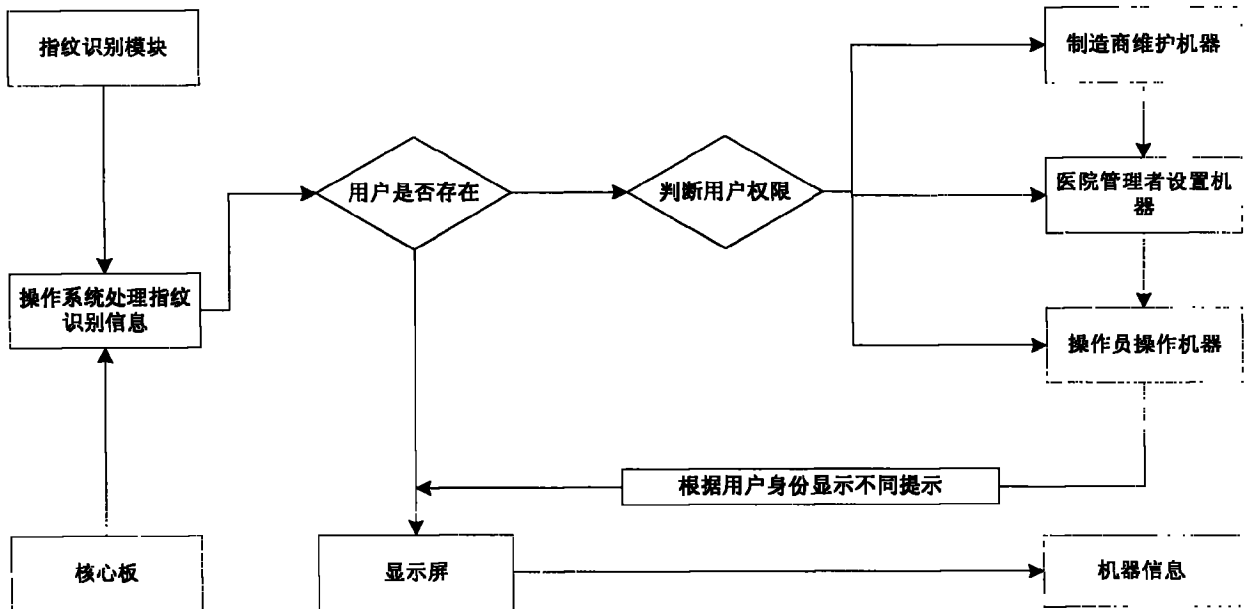 指纹识别模块
制造商维护机器
用户是否存在
判断用户权限
医院管理者设置机
器
操作系统处理指纹
识别信息
操作员操作机器
根据用户身份显示不同提示
核心板
显示屏
机器信息